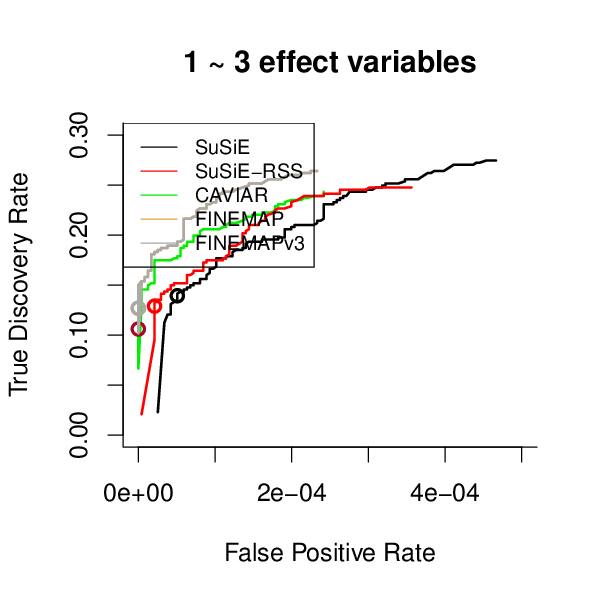 1 ~ 3 effect variables
True Discovery Rate
0.30
0.20
0.10
0.00
SuSiE
SuSiE−RSS
CAVIAR
FINEMAP
FINEMAPv3
0e+00 2e−04 4e−04
False Positive Rate